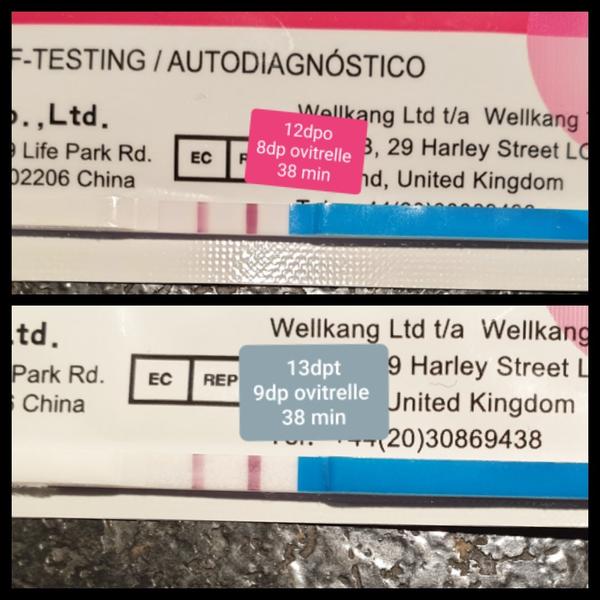 F-TESTING / AUTODIAGNÓSTICO
.,Ltd.
Life Park Rd.
02206 China
EC
Wellkang Ltd t/a Wellkang
, 29 Harley Street
, United Kingdom
12dpo
8dp ovitrelle
38 min
td.
Park Rd.
China
EC REP
Wellkang Ltd t/a Wellkang
9 Harley Street
United Kingdom
Tel: +44(20)30869438
13dpt
9dp ovitrelle
38 min